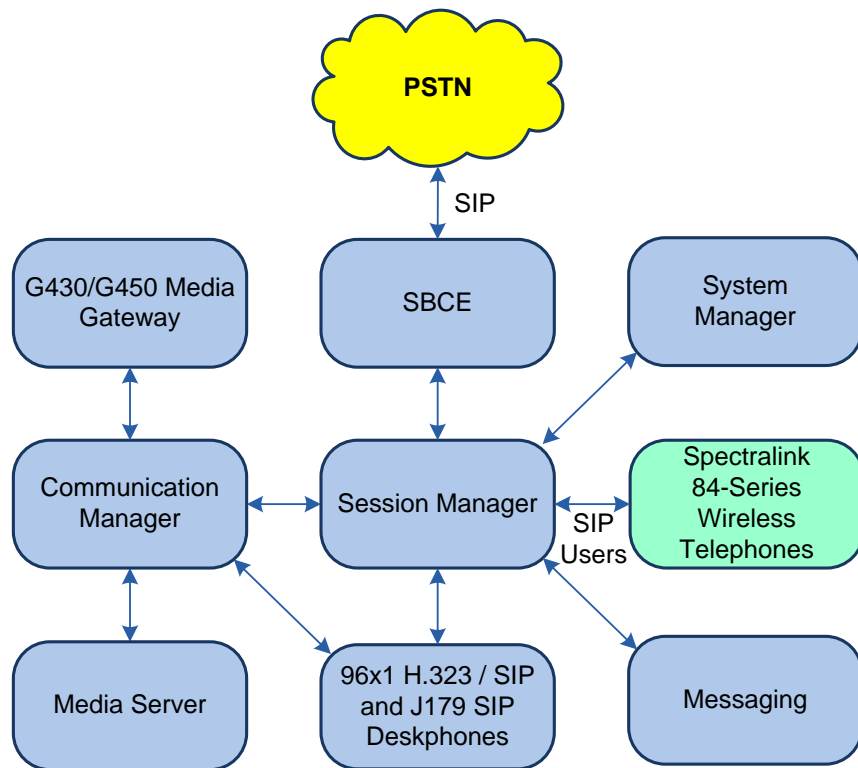 PSTN
SIP
G430/G450 Media
Gateway
SBCE
System
Manager
Communication
Manager
Session Manager
SIP
Users
Spectralink
84-Series
Wireless
Telephones
Media Server
96x1 H.323 / SIP
and J179 SIP
Deskphones
Messaging